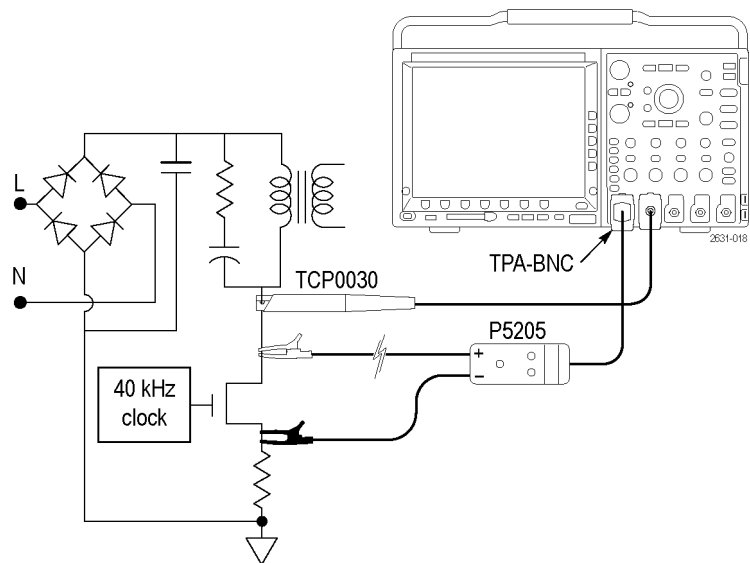 L
N
TCP0030
TPA-BNC
P5205
+
–
40 kHz
clock
2631-018